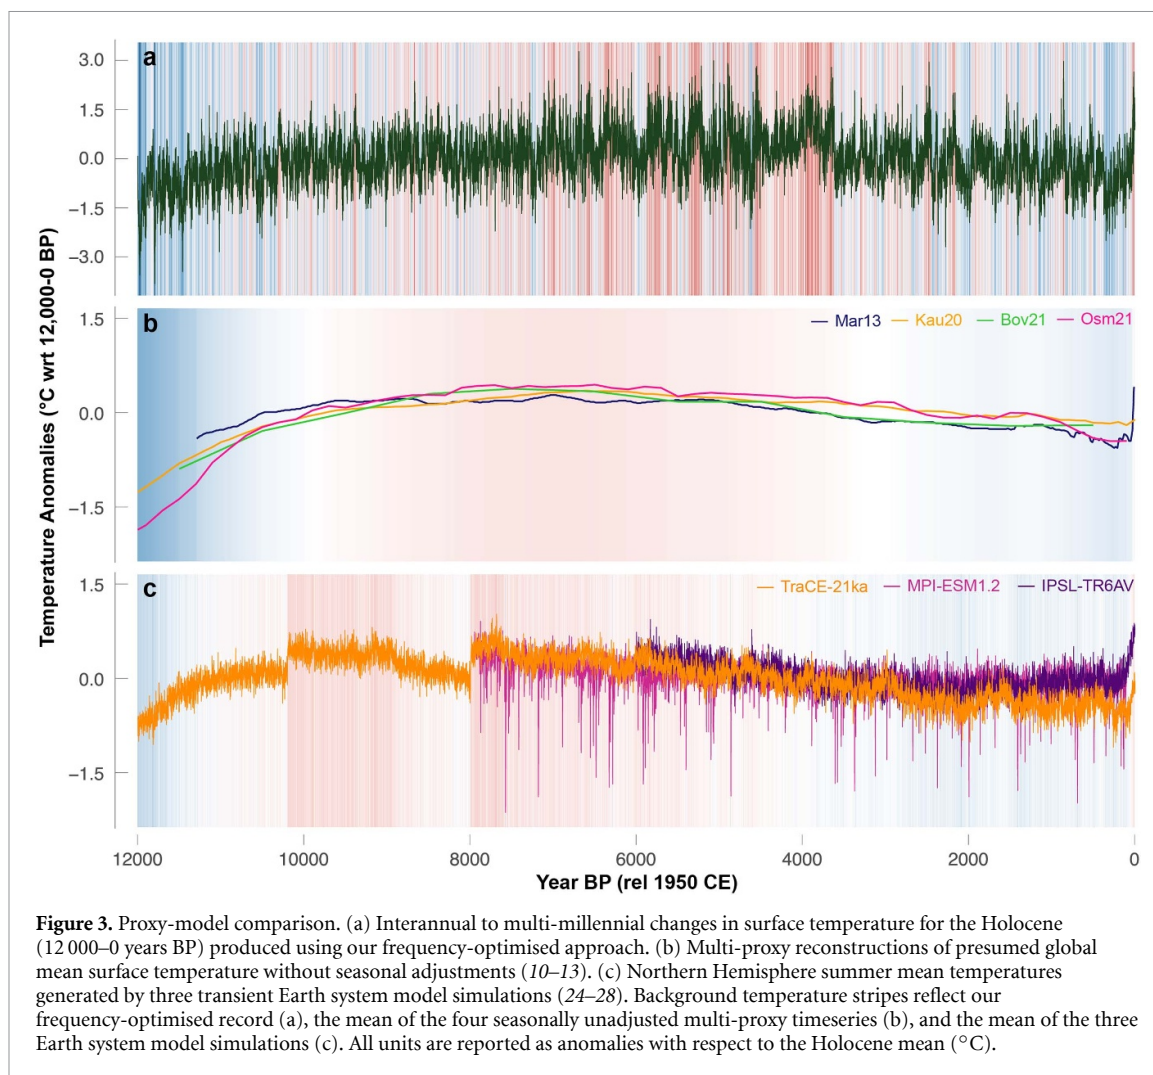 a
3.0
1.5
0.0
−1.5
−3.0
Temperature Anomalies (°C wrt 12,000-0 BP)
b
Mar13 Kau20 Bov21 Osm21
1.5
0.0
−1.5
c
TraCE-21ka MPI-ESM1.2 IPSL-TR6AV
1.5
0.0
−1.5
12000 10000 8000 6000 4000 2000 0
Year BP (rel 1950 CE)
Figure 3. Proxy-model comparison. (a) Interannual to multi-millennial changes in surface temperature for the Holocene
(12 000–0 years BP) produced using our frequency-optimised approach. (b) Multi-proxy reconstructions of presumed global
mean surface temperature without seasonal adjustments (10–13). (c) Northern Hemisphere summer mean temperatures
generated by three transient Earth system model simulations (24–28). Background temperature stripes reflect our
frequency-optimised record (a), the mean of the four seasonally unadjusted multi-proxy timeseries (b), and the mean of the three
Earth system model simulations (c). All units are reported as anomalies with respect to the Holocene mean (°C).